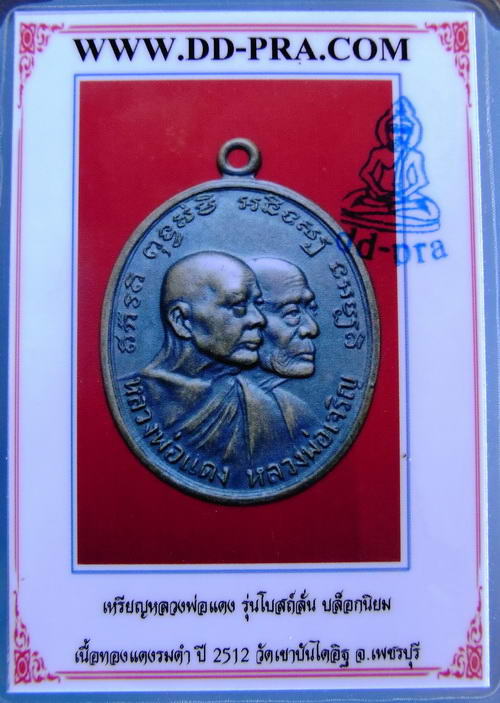 WWW.DD-PRA.COM
dd-pra
หลวงพ่อแดง หลวงพ่อเจริญ
เหรียญหลวงพ่อแดง รุ่นโบสถ์ลั่น บล็อกนิยม
เนื้อทองแดงรมดำ ปี 2512 วัดเขาบันไดอิฐ จ.เพชรบุรี